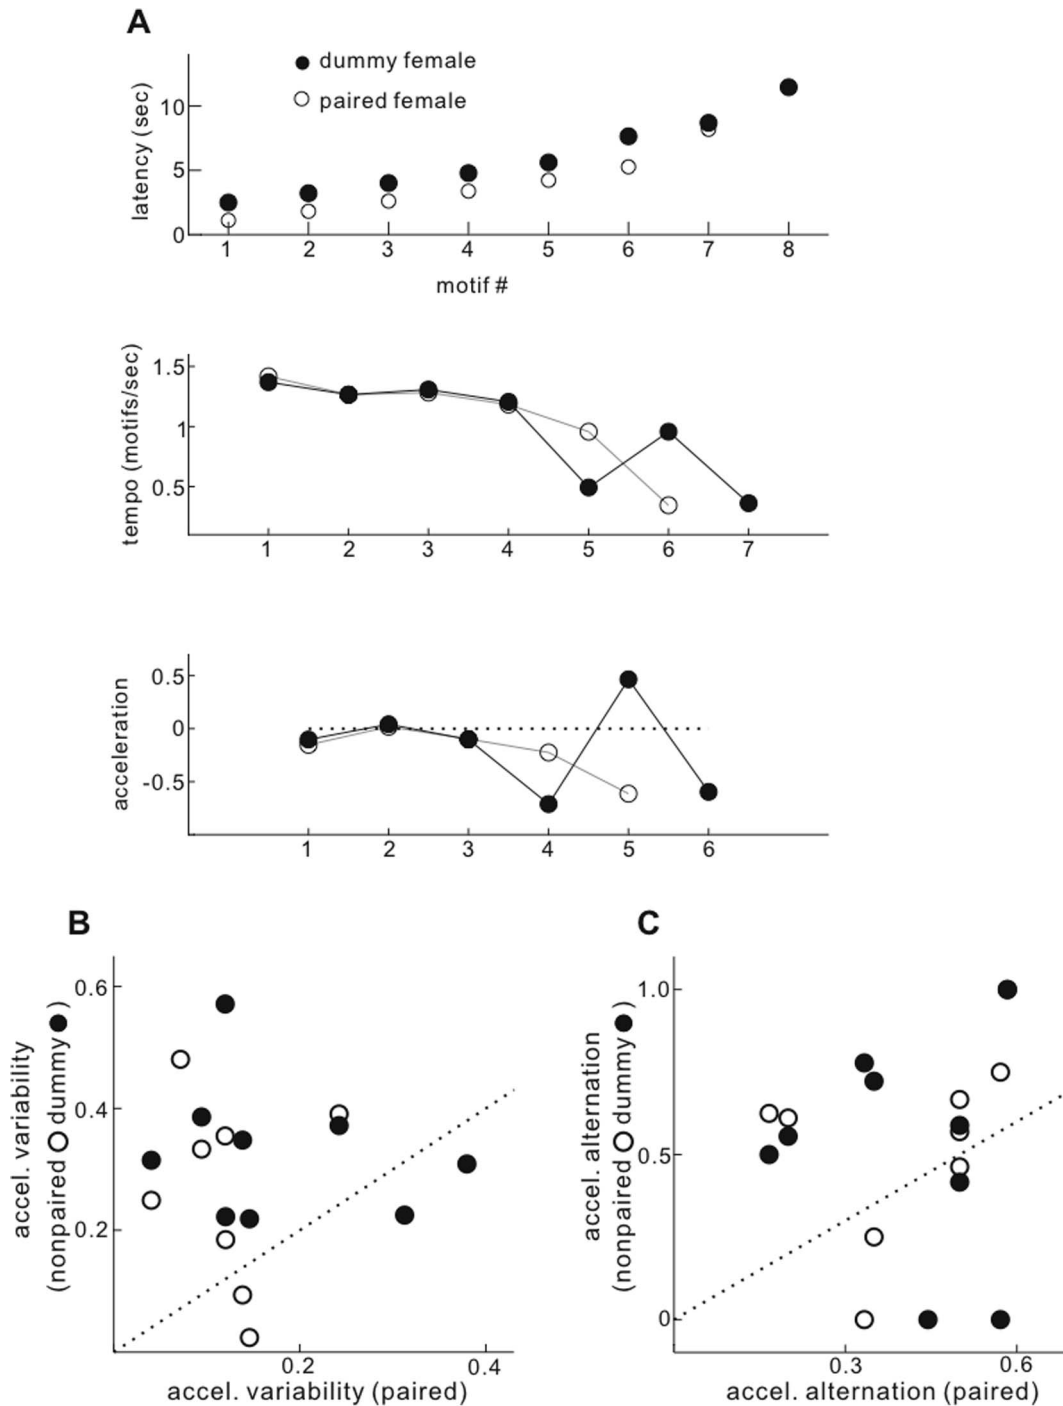 A
dummy female
paired female
latency (sec)
10
5
0
1 2 3 4 5 6 7 8
motif #
tempo (motifs/sec)
1.5
1
0.5
1 2 3 4 5 6 7
acceleration
0.5
0
-0.5
1 2 3 4 5 6
B
accel. variability
(nonpaired dummy )
0.6
0.4
0.2
0.2 0.4
accel. variability (paired)
C
accel. alternation
(nonpaired dummy )
1.0
0.5
0
0.3 0.6
accel. alternation (paired)